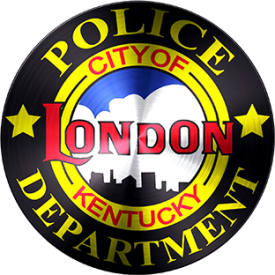 POLICE
CITY OF
LONDON
KENTUCKY
DEPARTMENT